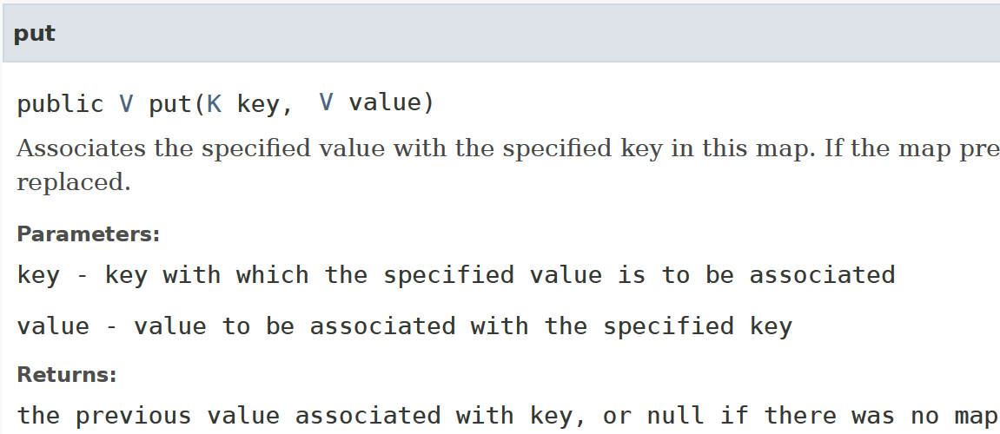 put
public V put(K key, V value)
Associates the specified value with the specified key in this map. If the map pre
replaced.
Parameters:
key - key with which the specified value is to be associated
value - value to be associated with the specified key
Returns:
the previous value associated with key, or null if there was no map